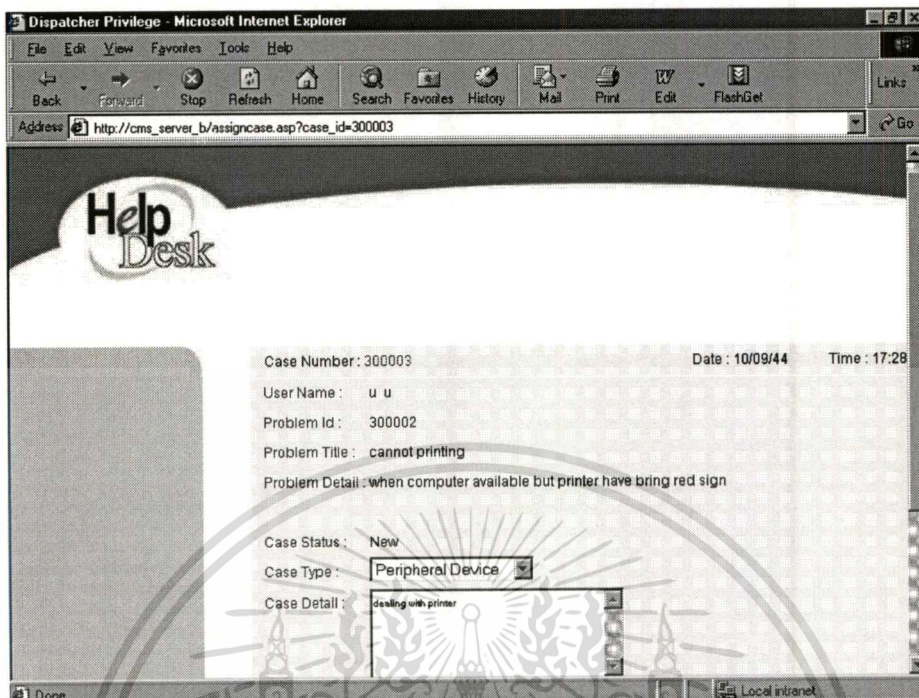 Dispatcher Privilege - Microsoft Internet Explorer
File Edit View Favorites Tools Help
Back Forward Stop Refresh Home Search Favorites History Mail Print Edit FlashGet Links
Address http://cms_server_b/assigncase.asp?case_id=300003 Go
Help
Desk
Case Number : 300003 Date : 10/09/44 Time : 17:28
User Name : u u
Problem Id : 300002
Problem Title : cannot printing
Problem Detail : when computer available but printer have bring red sign
Case Status : New
Case Type : Peripheral Device
Case Detail : dealing with printer
Done Local intranet